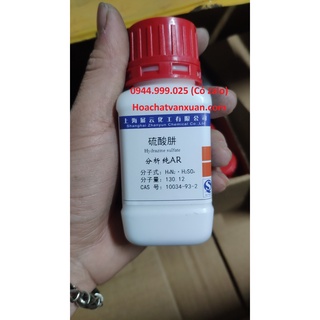 0944.999.025 (Có Zalo)
Hoachatvanxuan.com
上海展云化工有限公司
Shanghai Zhanyun Chemical Co., Ltd
硫酸肼
Hydrazine sulfate
分析纯AR
分子式: H₄N₂・H₂SO₄
分子量: 130.12
CAS 号: 10034-93-2